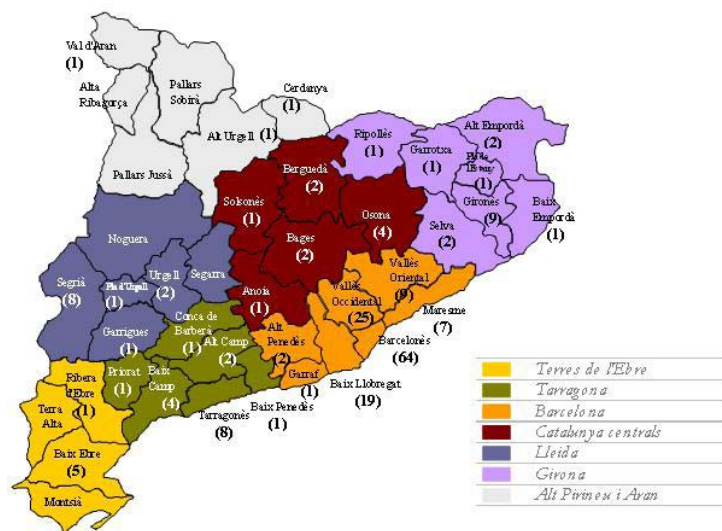 Val d'Aran
(1)
Alta
Ribagorça
Pallars
Sobirà
Cerdanya
(1)
Alt Urgell (1)
Pallars Jussà
Ripollès
(1)
Garrotxa
(1)
Alt Empordà
(2)
Pla de
l'Estany
(1)
Gironès
(9)
Baix
Empordà
(1)
Selva
(2)
Berguedà
(2)
Solsonès
(1)
Osona
(4)
Bages
(2)
Anoia
(1)
Noguera
Segrià
(8)
Pla d'Urgell
(1)
Urgell
(2)
Segarra
Garrigues
(1)
Conca de
Barberà
(1)
Alt Camp
(2)
Priorat
(1)
Baix
Camp
(4)
Tarragonès
(8)
Baix Penedès
(1)
Alt
Penedès
(2)
Garraf
(1)
Vallès
Occidental
(25)
Vallès
Oriental
(9)
Maresme
(7)
Barcelonès
(64)
Baix Llobregat
(19)
Ribera
d'Ebre
(1)
Terra
Alta
Baix Ebre
(5)
Montsià
Terres de l'Ebre
Tarragona
Barcelona
Catalunya centrals
Lleida
Girona
Alt Pirineu i Aran